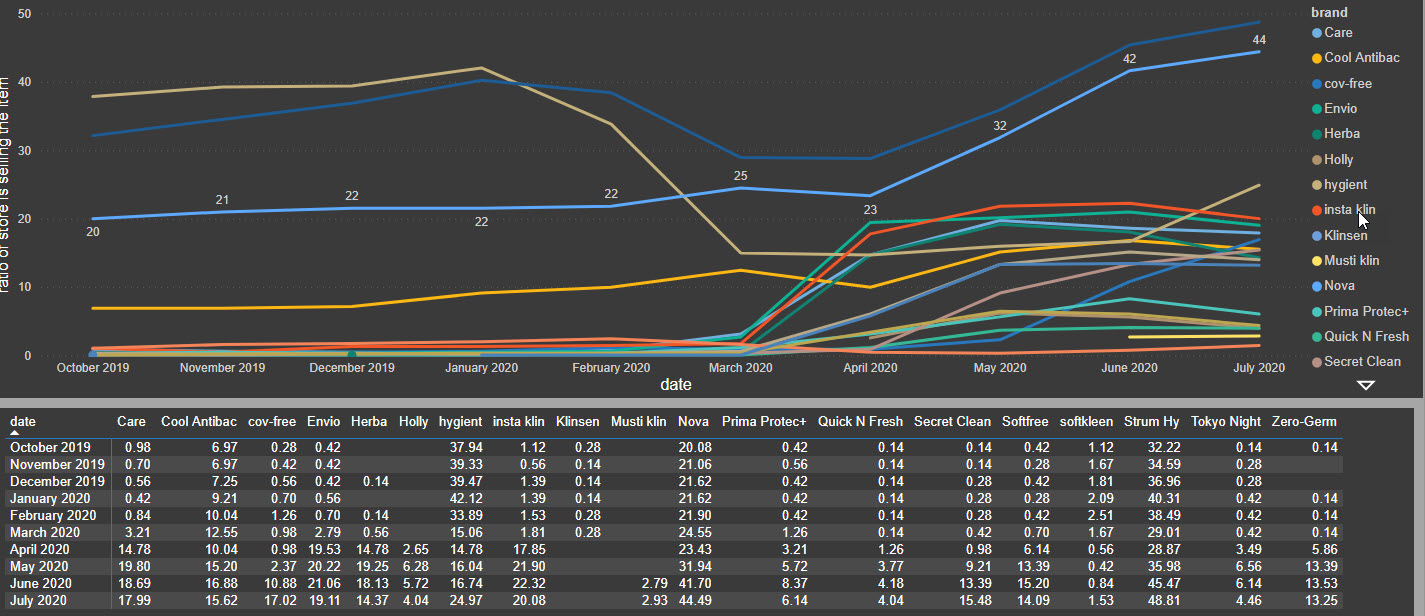 50
40
30
20
10
0
ratio of store is selling the item
20
21
22
22
22
25
23
32
42
44
October 2019 November 2019 December 2019 January 2020 February 2020 March 2020 April 2020 May 2020 June 2020 July 2020
date
brand
Care
Cool Antibac
cov-free
Envio
Herba
Holly
hygient
insta klin
Klinsen
Musti klin
Nova
Prima Protec+
Quick N Fresh
Secret Clean
date Care Cool Antibac cov-free Envio Herba Holly hygient insta klin Klinsen Musti klin Nova Prima Protec+ Quick N Fresh Secret Clean Softfree softkleen Strum Hy Tokyo Night Zero-Germ
October 2019 0.98 6.97 0.28 0.42 37.94 1.12 0.28 20.08 0.42 0.14 0.14 0.42 1.12 32.22 0.14 0.14
November 2019 0.70 6.97 0.42 0.42 39.33 0.56 0.14 21.06 0.56 0.14 0.14 0.28 1.67 34.59 0.28
December 2019 0.56 7.25 0.56 0.42 0.14 39.47 1.39 0.14 21.62 0.42 0.14 0.28 0.42 1.81 36.96 0.28
January 2020 0.42 9.21 0.70 0.56 42.12 1.39 0.14 21.62 0.42 0.14 0.28 0.28 2.09 40.31 0.42 0.14
February 2020 0.84 10.04 1.26 0.70 0.14 33.89 1.53 0.28 21.90 0.42 0.14 0.28 0.42 2.51 38.49 0.42 0.14
March 2020 3.21 12.55 0.98 2.79 0.56 15.06 1.81 0.28 24.55 1.26 0.14 0.42 0.70 1.67 29.01 0.42 0.14
April 2020 14.78 10.04 0.98 19.53 14.78 2.65 14.78 17.85 23.43 3.21 1.26 0.98 6.14 0.56 28.87 3.49 5.86
May 2020 19.80 15.20 2.37 20.22 19.25 6.28 16.04 21.90 31.94 5.72 3.77 9.21 13.39 0.42 35.98 6.56 13.39
June 2020 18.69 16.88 10.88 21.06 18.13 5.72 16.74 22.32 2.79 41.70 8.37 4.18 13.39 15.20 0.84 45.47 6.14 13.53
July 2020 17.99 15.62 17.02 19.11 14.37 4.04 24.97 20.08 2.93 44.49 6.14 4.04 15.48 14.09 1.53 48.81 4.46 13.25